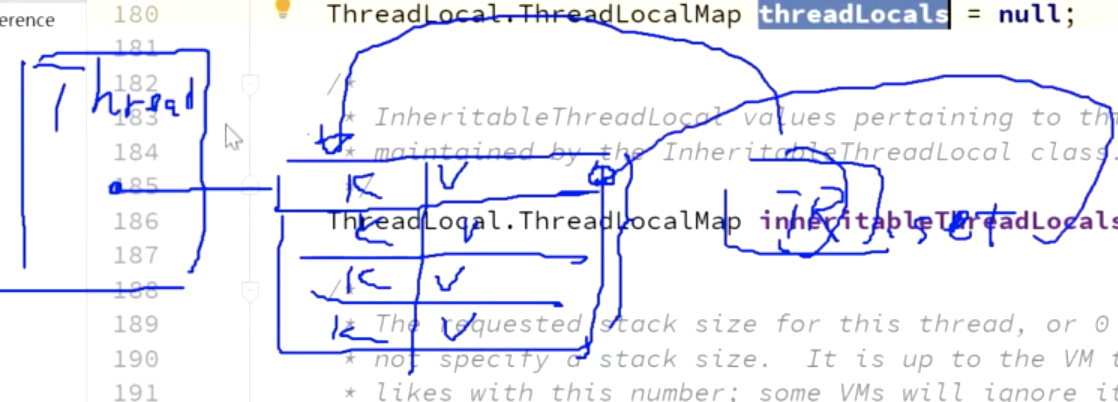 erence
180 ThreadLocal.ThreadLocalMap threadLocals = null;
181
182 /*
Thread
183 * InheritableThreadLocal values pertaining to th
184 * maintained by the InheritableThreadLocal class.
185
K V
186 ThreadLocal.ThreadLocalMap inheritableThreadLocals
K V
.set
187
K V
188 /*
189 * The requested stack size for this thread, or 0
K V
190 * not specify a stack size. It is up to the VM t
191 * likes with this number; some VMs will ignore i